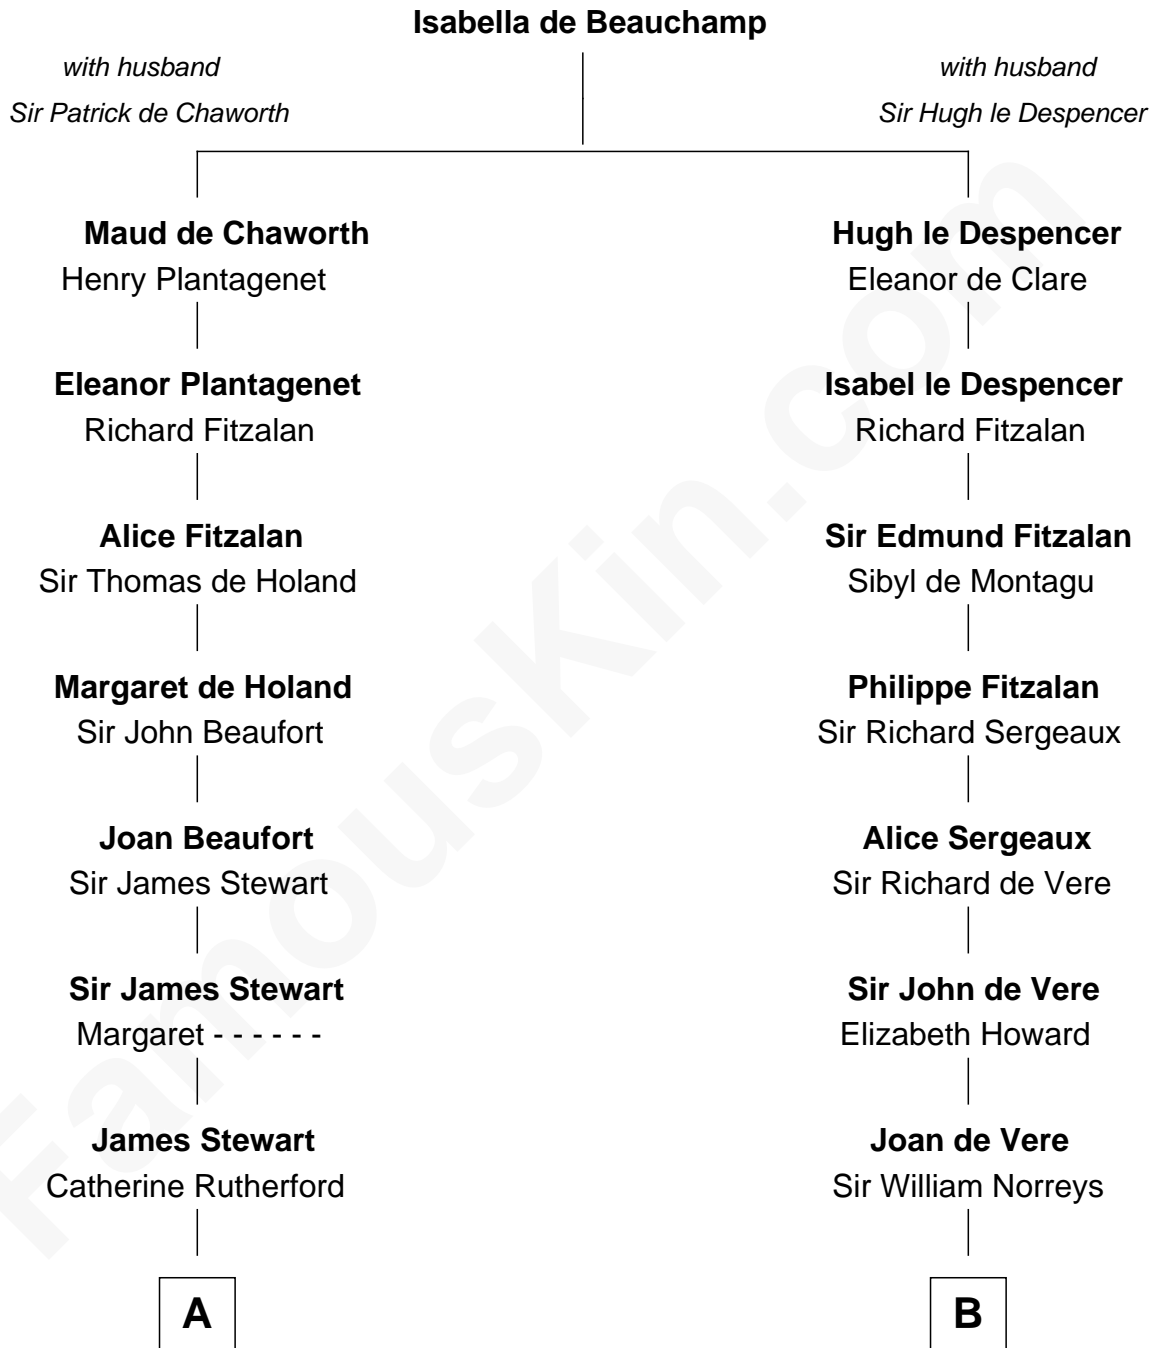 Isabella de Beauchamp
with husband
Sir Patrick de Chaworth
with husband
Sir Hugh le Despencer
Maud de Chaworth
Henry Plantagenet
Hugh le Despencer
Eleanor de Clare
Eleanor Plantagenet
Richard Fitzalan
Isabel le Despencer
Richard Fitzalan
Alice Fitzalan
Sir Thomas de Holand
Sir Edmund Fitzalan
Sibyl de Montagu
Margaret de Holand
Sir John Beaufort
Philippe Fitzalan
Sir Richard Sergeaux
Joan Beaufort
Sir James Stewart
Alice Sergeaux
Sir Richard de Vere
Sir James Stewart
Margaret - - - - - -
Sir John de Vere
Elizabeth Howard
James Stewart
Catherine Rutherford
Joan de Vere
Sir William Norreys
A
B
FamousKin.com